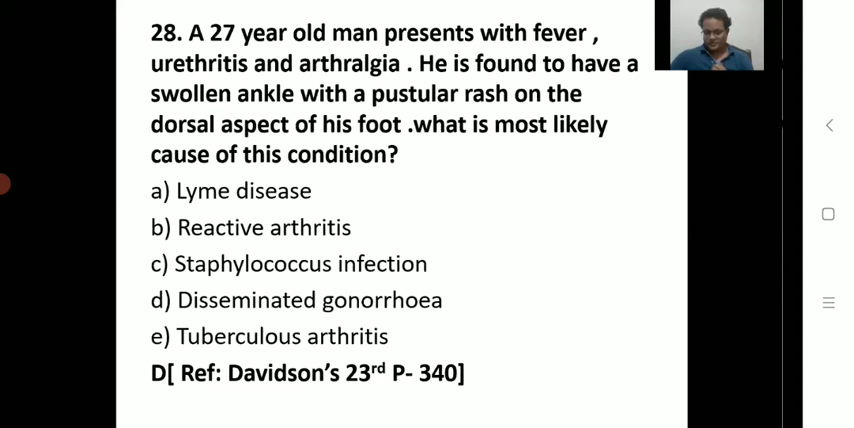 28. A 27 year old man presents with fever ,
urethritis and arthralgia . He is found to have a
swollen ankle with a pustular rash on the
dorsal aspect of his foot .what is most likely
cause of this condition?
a) Lyme disease
b) Reactive arthritis
c) Staphylococcus infection
d) Disseminated gonorrhoea
e) Tuberculous arthritis
D[ Ref: Davidson’s 23rd P- 340]